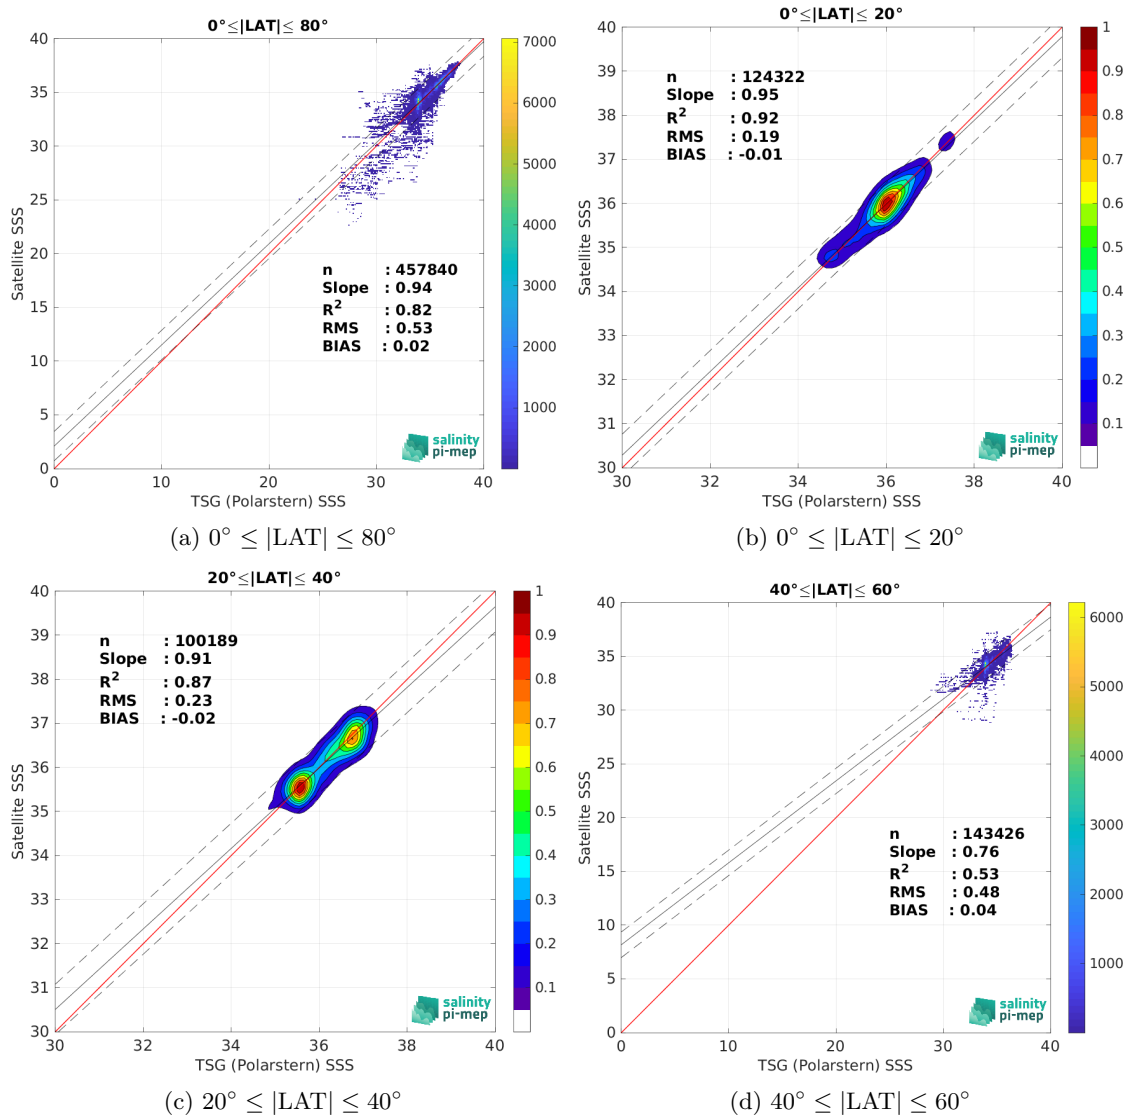 0°≤|LAT|≤ 80°
40
35
30
25
20
15
10
5
0
Satellite SSS
n : 457840
Slope : 0.94
R² : 0.82
RMS : 0.53
BIAS : 0.02
salinity
pi-mep
0 10 20 30 40
TSG (Polarstern) SSS
7000
6000
5000
4000
3000
2000
1000
(a) 0° ≤ |LAT| ≤ 80°
0°≤|LAT|≤ 20°
40
39
38
37
36
35
34
33
32
31
30
Satellite SSS
n : 124322
Slope : 0.95
R² : 0.92
RMS : 0.19
BIAS : -0.01
salinity
pi-mep
30 32 34 36 38 40
TSG (Polarstern) SSS
1
0.9
0.8
0.7
0.6
0.5
0.4
0.3
0.2
0.1
(b) 0° ≤ |LAT| ≤ 20°
20°≤|LAT|≤ 40°
40
39
38
37
36
35
34
33
32
31
30
Satellite SSS
n : 100189
Slope : 0.91
R² : 0.87
RMS : 0.23
BIAS : -0.02
salinity
pi-mep
30 32 34 36 38 40
TSG (Polarstern) SSS
1
0.9
0.8
0.7
0.6
0.5
0.4
0.3
0.2
0.1
(c) 20° ≤ |LAT| ≤ 40°
40°≤|LAT|≤ 60°
40
35
30
25
20
15
10
5
0
Satellite SSS
n : 143426
Slope : 0.76
R² : 0.53
RMS : 0.48
BIAS : 0.04
salinity
pi-mep
0 10 20 30 40
TSG (Polarstern) SSS
6000
5000
4000
3000
2000
1000
(d) 40° ≤ |LAT| ≤ 60°